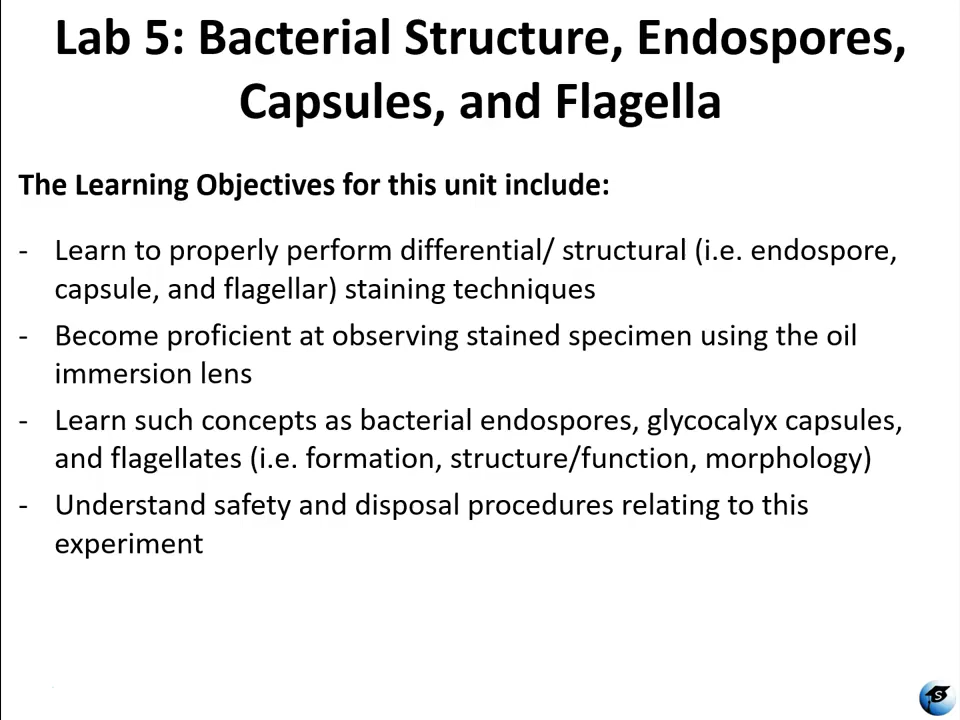 Lab 5: Bacterial Structure, Endospores,
Capsules, and Flagella
The Learning Objectives for this unit include:
- Learn to properly perform differential/ structural (i.e. endospore,
capsule, and flagellar) staining techniques
- Become proficient at observing stained specimen using the oil
immersion lens
- Learn such concepts as bacterial endospores, glycocalyx capsules,
and flagellates (i.e. formation, structure/function, morphology)
- Understand safety and disposal procedures relating to this
experiment
S